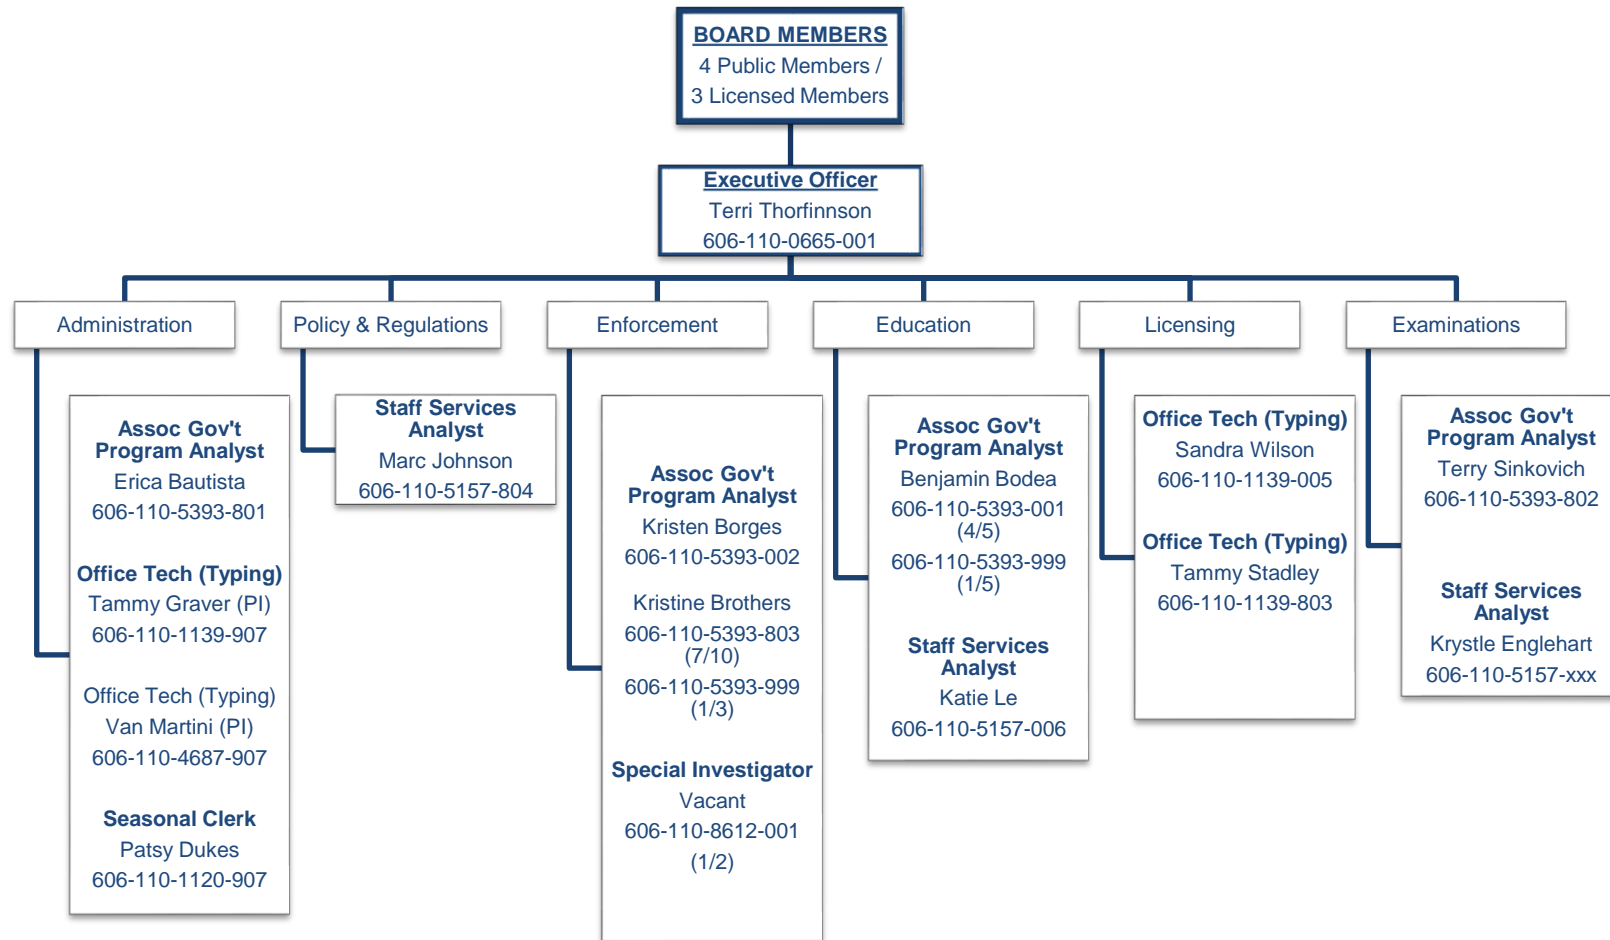 BOARD MEMBERS
4 Public Members /
3 Licensed Members
Executive Officer
Terri Thorfinnson
606-110-0665-001
Administration
Policy & Regulations
Enforcement
Education
Licensing
Examinations
Assoc Gov't
Program Analyst
Erica Bautista
606-110-5393-801
Office Tech (Typing)
Tammy Graver (PI)
606-110-1139-907
Office Tech (Typing)
Van Martini (PI)
606-110-4687-907
Seasonal Clerk
Patsy Dukes
606-110-1120-907
Staff Services
Analyst
Marc Johnson
606-110-5157-804
Assoc Gov't
Program Analyst
Kristen Borges
606-110-5393-002
Kristine Brothers
606-110-5393-803
(7/10)
606-110-5393-999
(1/3)
Special Investigator
Vacant
606-110-8612-001
(1/2)
Assoc Gov't
Program Analyst
Benjamin Bodea
606-110-5393-001
(4/5)
606-110-5393-999
(1/5)
Staff Services
Analyst
Katie Le
606-110-5157-006
Office Tech (Typing)
Sandra Wilson
606-110-1139-005
Office Tech (Typing)
Tammy Stadley
606-110-1139-803
Assoc Gov't
Program Analyst
Terry Sinkovich
606-110-5393-802
Staff Services
Analyst
Krystle Englehart
606-110-5157-xxx